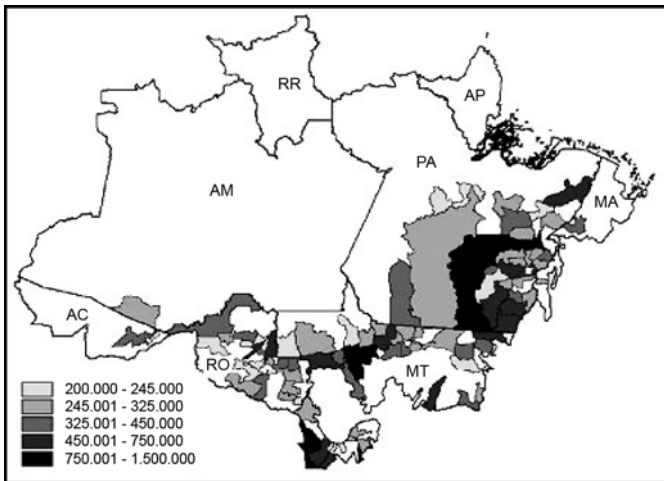 RR
AP
AM
PA
MA
AC
RO
MT
200.000 - 245.000
245.001 - 325.000
325.001 - 450.000
450.001 - 750.000
750.001 - 1.500.000